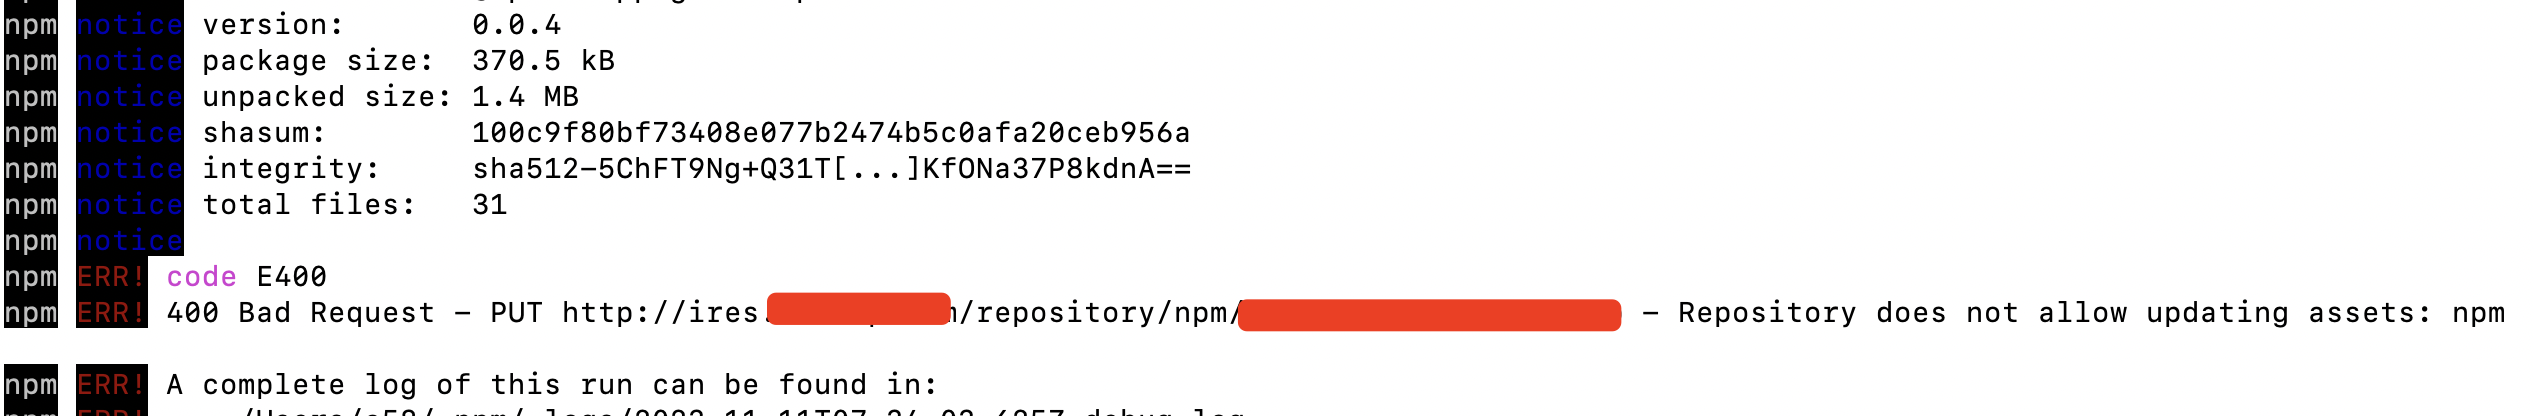 npm notice version: 0.0.4
npm notice package size: 370.5 kB
npm notice unpacked size: 1.4 MB
npm notice shasum: 100c9f80bf73408e077b2474b5c0afa20ceb956a
npm notice integrity: sha512-5ChFT9Ng+Q31T[...]KfONa37P8kdnA==
npm notice total files: 31
npm notice
npm ERR! code E400
npm ERR! 400 Bad Request - PUT http://ires. m/repository/npm/ - Repository does not allow updating assets: npm
npm ERR! A complete log of this run can be found in:
npm ERR!